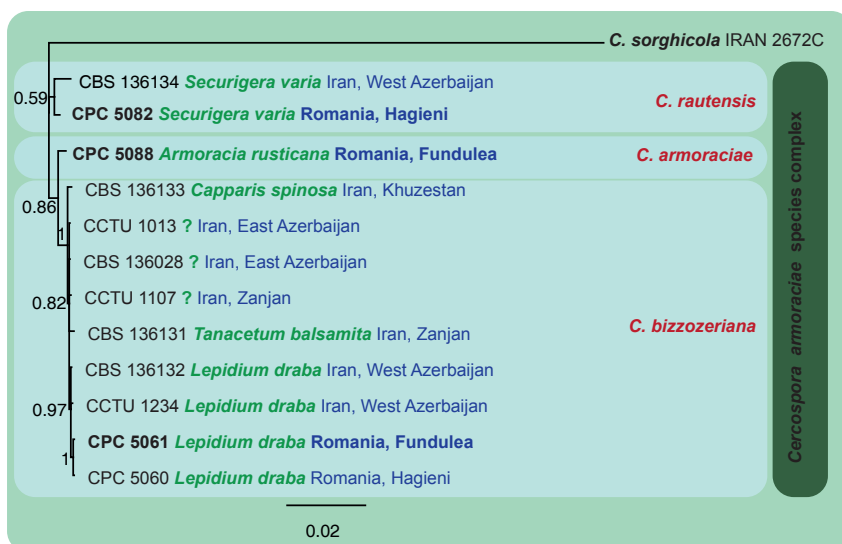 C. sorghicola IRAN 2672C
CBS 136134 Securigera varia Iran, West Azerbaijan
0.59
CPC 5082 Securigera varia Romania, Hagieni
C. rautensis
CPC 5088 Armoracia rusticana Romania, Fundulea
C. armoraciae
CBS 136133 Capparis spinosa Iran, Khuzestan
0.86
CCTU 1013 ? Iran, East Azerbaijan
1
CBS 136028 ? Iran, East Azerbaijan
CCTU 1107 ? Iran, Zanjan
0.82
CBS 136131 Tanacetum balsamita Iran, Zanjan
C. bizzozeriana
CBS 136132 Lepidium draba Iran, West Azerbaijan
CCTU 1234 Lepidium draba Iran, West Azerbaijan
0.97
CPC 5061 Lepidium draba Romania, Fundulea
1
CPC 5060 Lepidium draba Romania, Hagieni
Cercospora armoraciae species complex
0.02